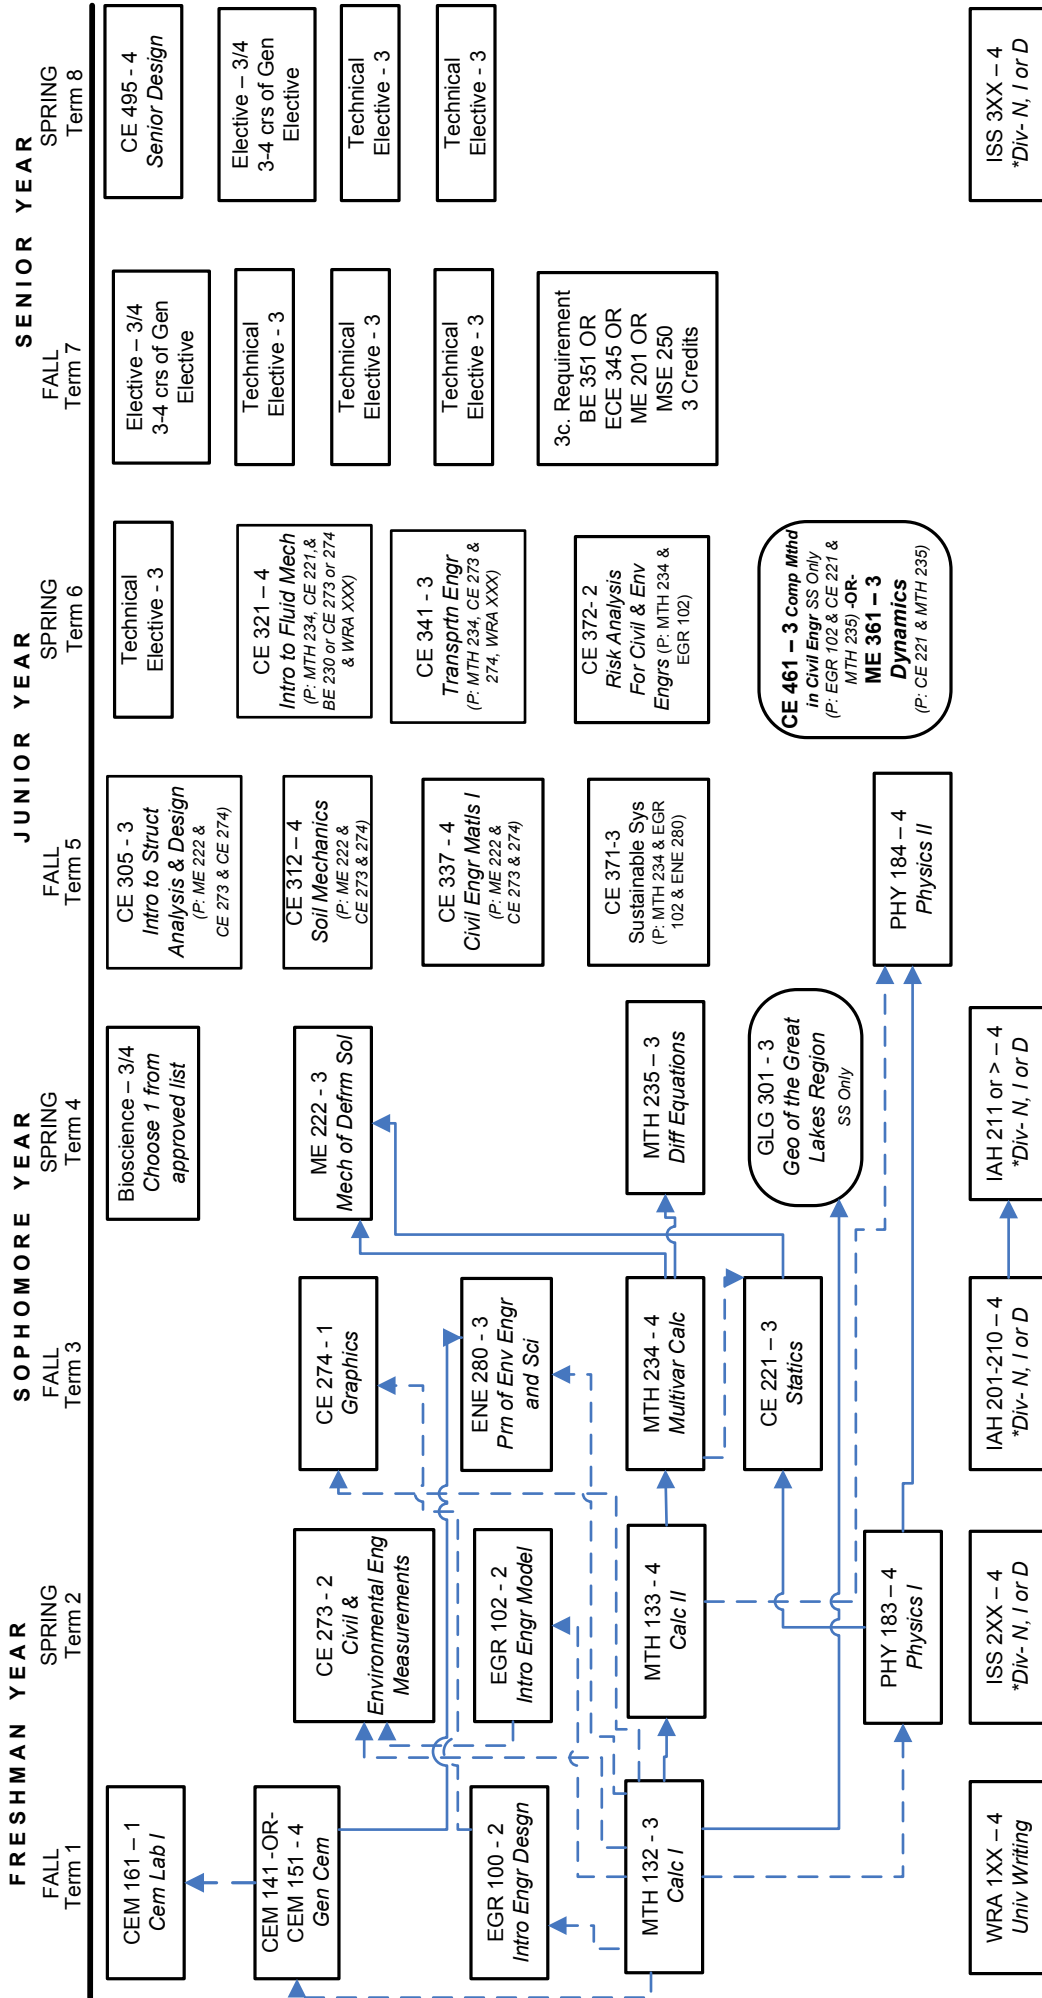 FRESHMAN YEAR
SOPHOMORE YEAR
JUNIOR YEAR
SENIOR YEAR
FALL
Term 1
SPRING
Term 2
FALL
Term 3
SPRING
Term 4
FALL
Term 5
SPRING
Term 6
FALL
Term 7
SPRING
Term 8
CEM 161 – 1
Cem Lab I
CEM 141 -OR-
CEM 151 - 4
Gen Cem
EGR 100 - 2
Intro Engr Desgn
MTH 132 - 3
Calc I
WRA 1XX – 4
Univ Writing
CE 273 - 2
Civil &
Environmental Eng
Measurements
EGR 102 - 2
Intro Engr Model
MTH 133 - 4
Calc II
PHY 183 – 4
Physics I
ISS 2XX – 4
*Div- N, I or D
CE 274 - 1
Graphics
ENE 280 - 3
Prn of Env Engr
and Sci
MTH 234 - 4
Multivar Calc
CE 221 – 3
Statics
IAH 201-210 – 4
*Div- N, I or D
Bioscience – 3/4
Choose 1 from
approved list
ME 222 - 3
Mech of Defrm Sol
MTH 235 – 3
Diff Equations
GLG 301 - 3
Geo of the Great
Lakes Region
SS Only
IAH 211 or > – 4
*Div- N, I or D
CE 305 - 3
Intro to Struct
Analysis & Design
(P: ME 222 &
CE 273 & CE 274)
CE 312 – 4
Soil Mechanics
(P: ME 222 &
CE 273 & 274)
CE 337 - 4
Civil Engr Matls I
(P: ME 222 &
CE 273 & 274)
CE 371-3
Sustainable Sys
(P: MTH 234 & EGR
102 & ENE 280)
PHY 184 – 4
Physics II
Technical
Elective - 3
CE 321 – 4
Intro to Fluid Mech
(P: MTH 234, CE 221,&
BE 230 or CE 273 or 274
& WRA XXX)
CE 341 - 3
Transprtn Engr
(P: MTH 234, CE 273 &
274, WRA XXX)
CE 372- 2
Risk Analysis
For Civil & Env
Engrs (P: MTH 234 &
EGR 102)
CE 461 – 3 Comp Mthd
in Civil Engr SS Only
(P: EGR 102 & CE 221 &
MTH 235) -OR-
ME 361 – 3
Dynamics
(P: CE 221 & MTH 235)
Elective – 3/4
3-4 crs of Gen
Elective
Technical
Elective - 3
Technical
Elective - 3
Technical
Elective - 3
3c. Requirement
BE 351 OR
ECE 345 OR
ME 201 OR
MSE 250
3 Credits
CE 495 - 4
Senior Design
Elective – 3/4
3-4 crs of Gen
Elective
Technical
Elective - 3
Technical
Elective - 3
ISS 3XX – 4
*Div- N, I or D